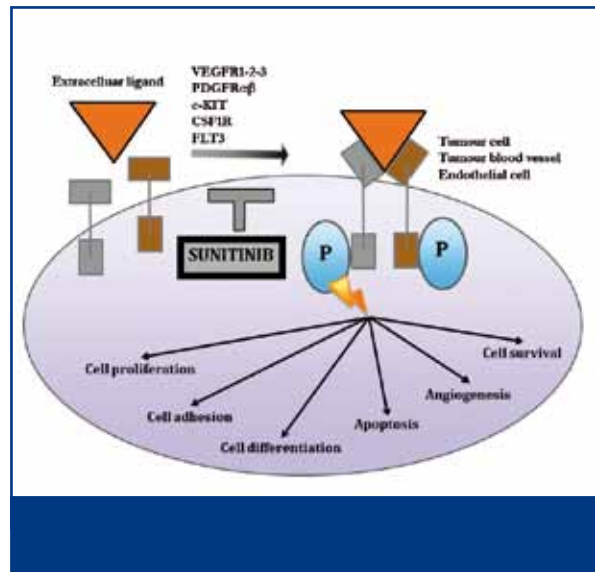 Extracelluar ligand
VEGFR1-2-3
PDGFRαβ
c-KIT
CSF1R
FLT3
Tumour cell
Tumour blood vessel
Endothelial cell
SUNITINIB
P
P
Cell proliferation
Cell adhesion
Cell differentiation
Apoptosis
Angiogenesis
Cell survival